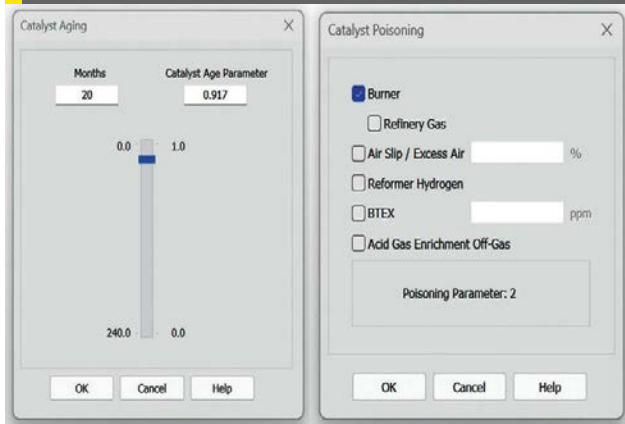 Catalyst Aging
Months Catalyst Age Parameter
20 0.917
0.0 1.0
240.0 0.0
OK Cancel Help
Catalyst Poisoning
Burner
Refinery Gas
Air Slip / Excess Air %
Reformer Hydrogen
BTEX ppm
Acid Gas Enrichment Off-Gas
Poisoning Parameter: 2
OK Cancel Help